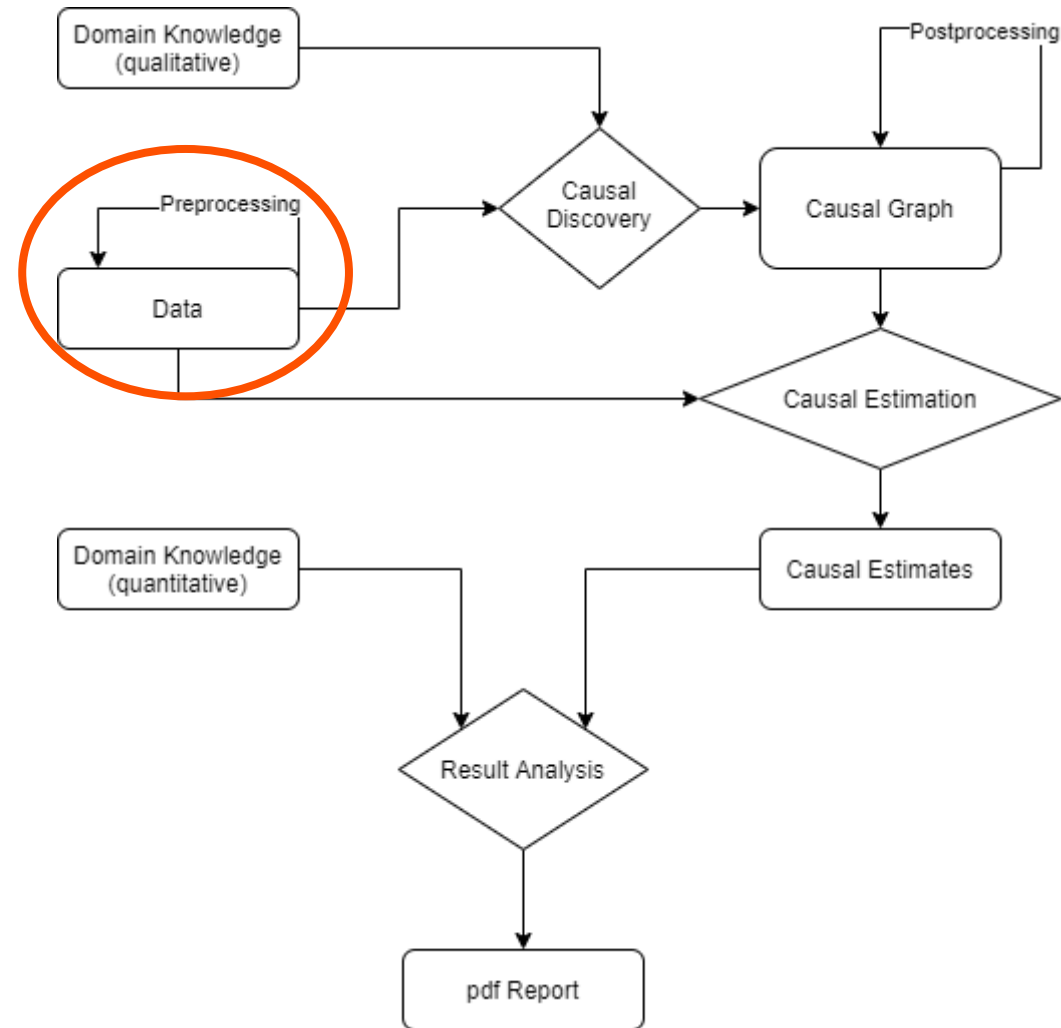 Domain Knowledge
(qualitative)
Postprocessing
Preprocessing
Causal
Discovery
Causal Graph
Data
Causal Estimation
Domain Knowledge
(quantitative)
Causal Estimates
Result Analysis
pdf Report